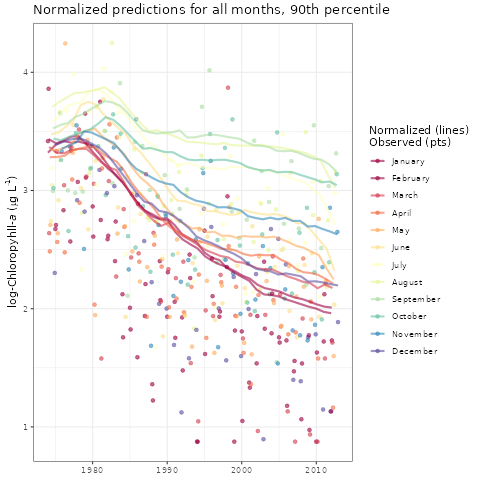 Normalized predictions for all months, 90th percentile
4
3
2
1
log-Chloropyhll-a (μg l⁻¹)
1980
1990
2000
2010
Normalized (lines)
Observed (pts)
January
February
March
April
May
June
July
August
September
October
November
December